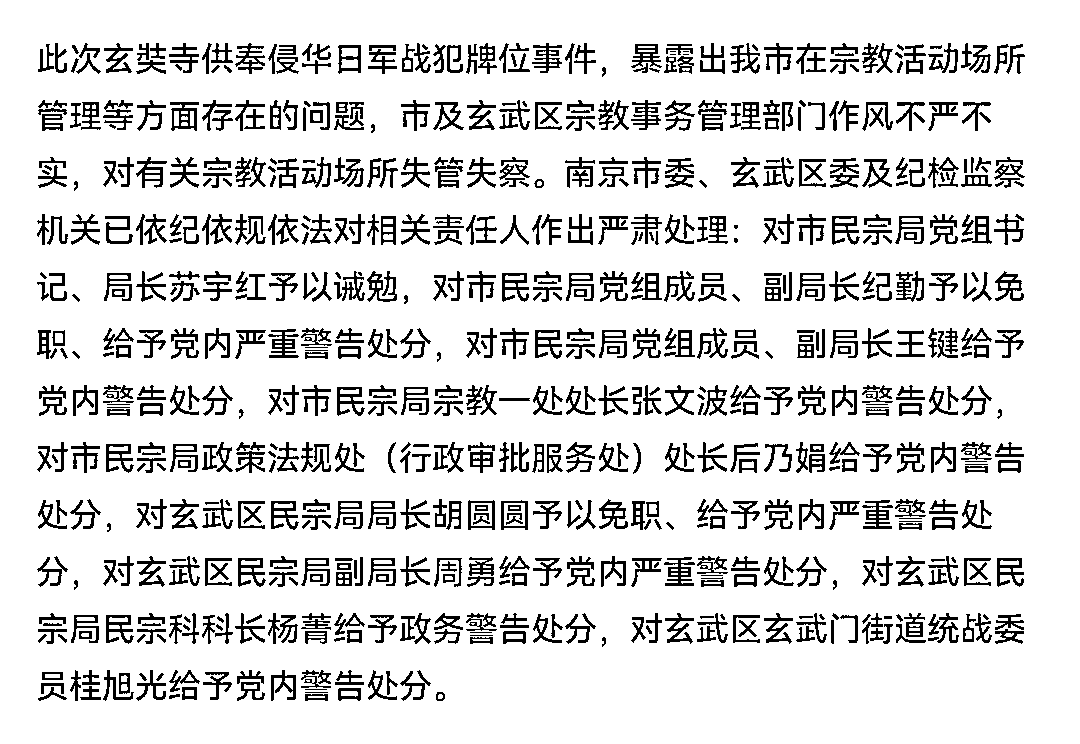 此次玄奘寺供奉侵华日军战犯牌位事件，暴露出我市在宗教活动场所
管理等方面存在的问题，市及玄武区宗教事务管理部门作风不严不
实，对有关宗教活动场所失管失察。南京市委、玄武区委及纪检监察
机关已依纪依规依法对相关责任人作出严肃处理：对市民宗局党组书
记、局长苏宇红予以诫勉，对市民宗局党组成员、副局长纪勤予以免
职、给予党内严重警告处分，对市民宗局党组成员、副局长王键给予
党内警告处分，对市民宗局宗教一处处长张文波给予党内警告处分，
对市民宗局政策法规处（行政审批服务处）处长后乃娟给予党内警告
处分，对玄武区民宗局局长胡圆圆予以免职、给予党内严重警告处
分，对玄武区民宗局副局长周勇给予党内严重警告处分，对玄武区民
宗局民宗科科长杨菁给予政务警告处分，对玄武区玄武门街道统战委
员桂旭光给予党内警告处分。